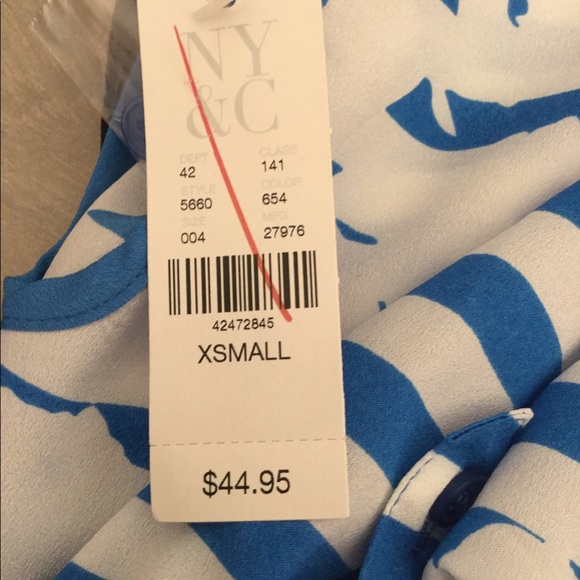 NY
&C
DEPT CLASS
42 141
STYLE COLOR
5660 654
SIZE MFG
004 27976
42472845
XSMALL
$44.95